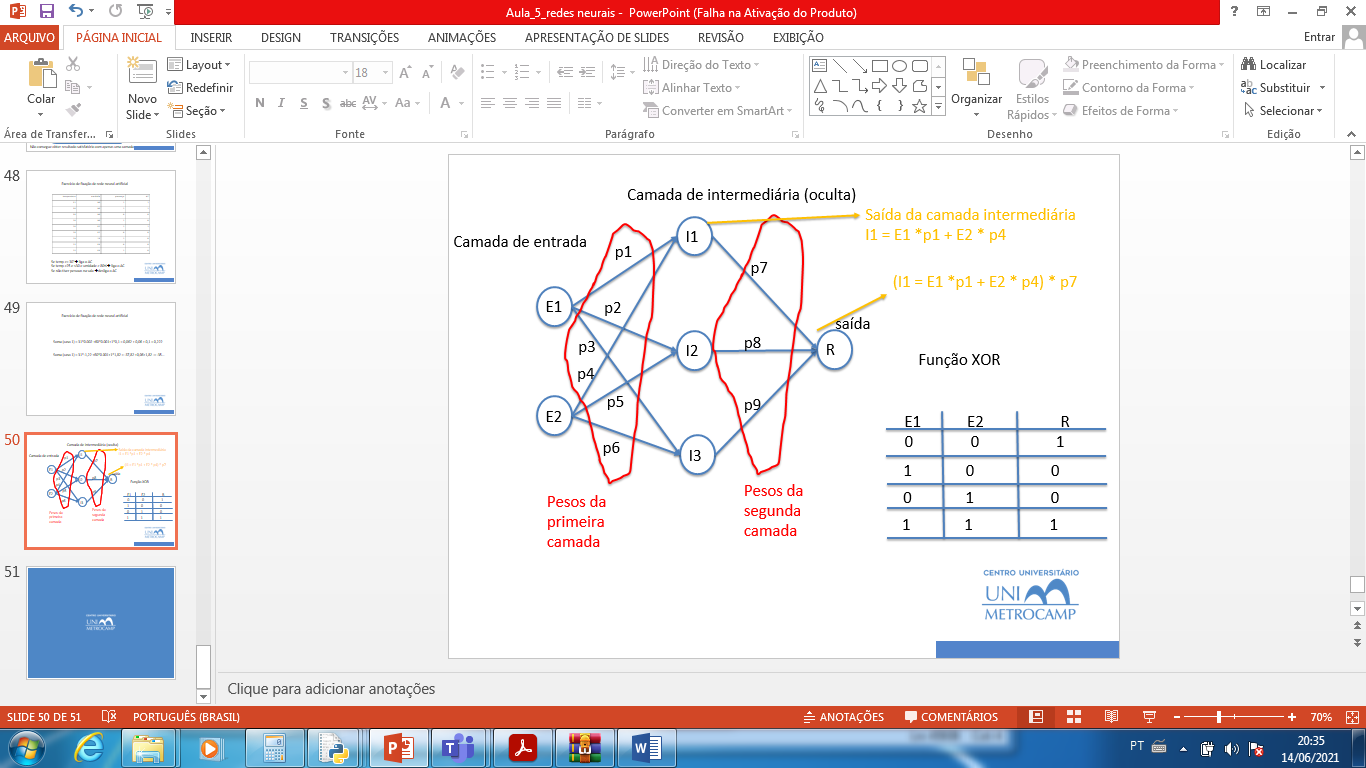 Aula_5_redes neurais - PowerPoint (Falha na Ativação do Produto)
ARQUIVO PÁGINA INICIAL INSERIR DESIGN TRANSIÇÕES ANIMAÇÕES APRESENTAÇÃO DE SLIDES REVISÃO EXIBIÇÃO Entrar
Colar
Área de Transfer...
Novo
Slide
Layout
Redefinir
Seção
Slides
18
N I S S abc AV Aa A
Fonte
Direção do Texto
Alinhar Texto
Converter em SmartArt
Parágrafo
Organizar
Estilos
Rápidos
Preenchimento da Forma
Contorno da Forma
Efeitos de Forma
Desenho
Localizar
Substituir
Selecionar
Edição
48
49
50
51
Camada de intermediária (oculta)
Camada de entrada
Saída da camada intermediária
I1 = E1 *p1 + E2 * p4
(I1 = E1 *p1 + E2 * p4) * p7
E1
E2
p1
p2
p3
p4
p5
p6
I1
I2
I3
p7
p8
p9
saída
R
Pesos da
primeira
camada
Pesos da
segunda
camada
Função XOR
E1 E2 R
0 0 1
1 0 0
0 1 0
1 1 1
CENTRO UNIVERSITÁRIO
UNI
METROCAMP
Clique para adicionar anotações
SLIDE 50 DE 51 PORTUGUÊS (BRASIL) ANOTAÇÕES COMENTÁRIOS 70%
PT 20:35
14/06/2021